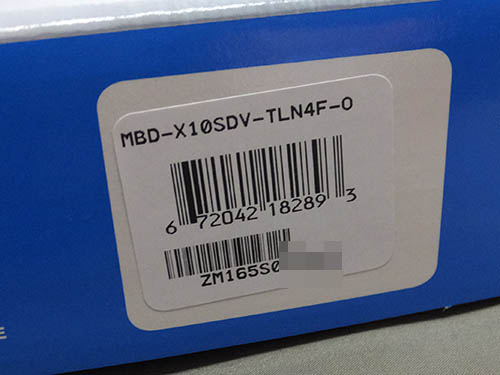 MBD-X10SDV-TLN4F-O
6 72042 18289 3
ZM165S0
E